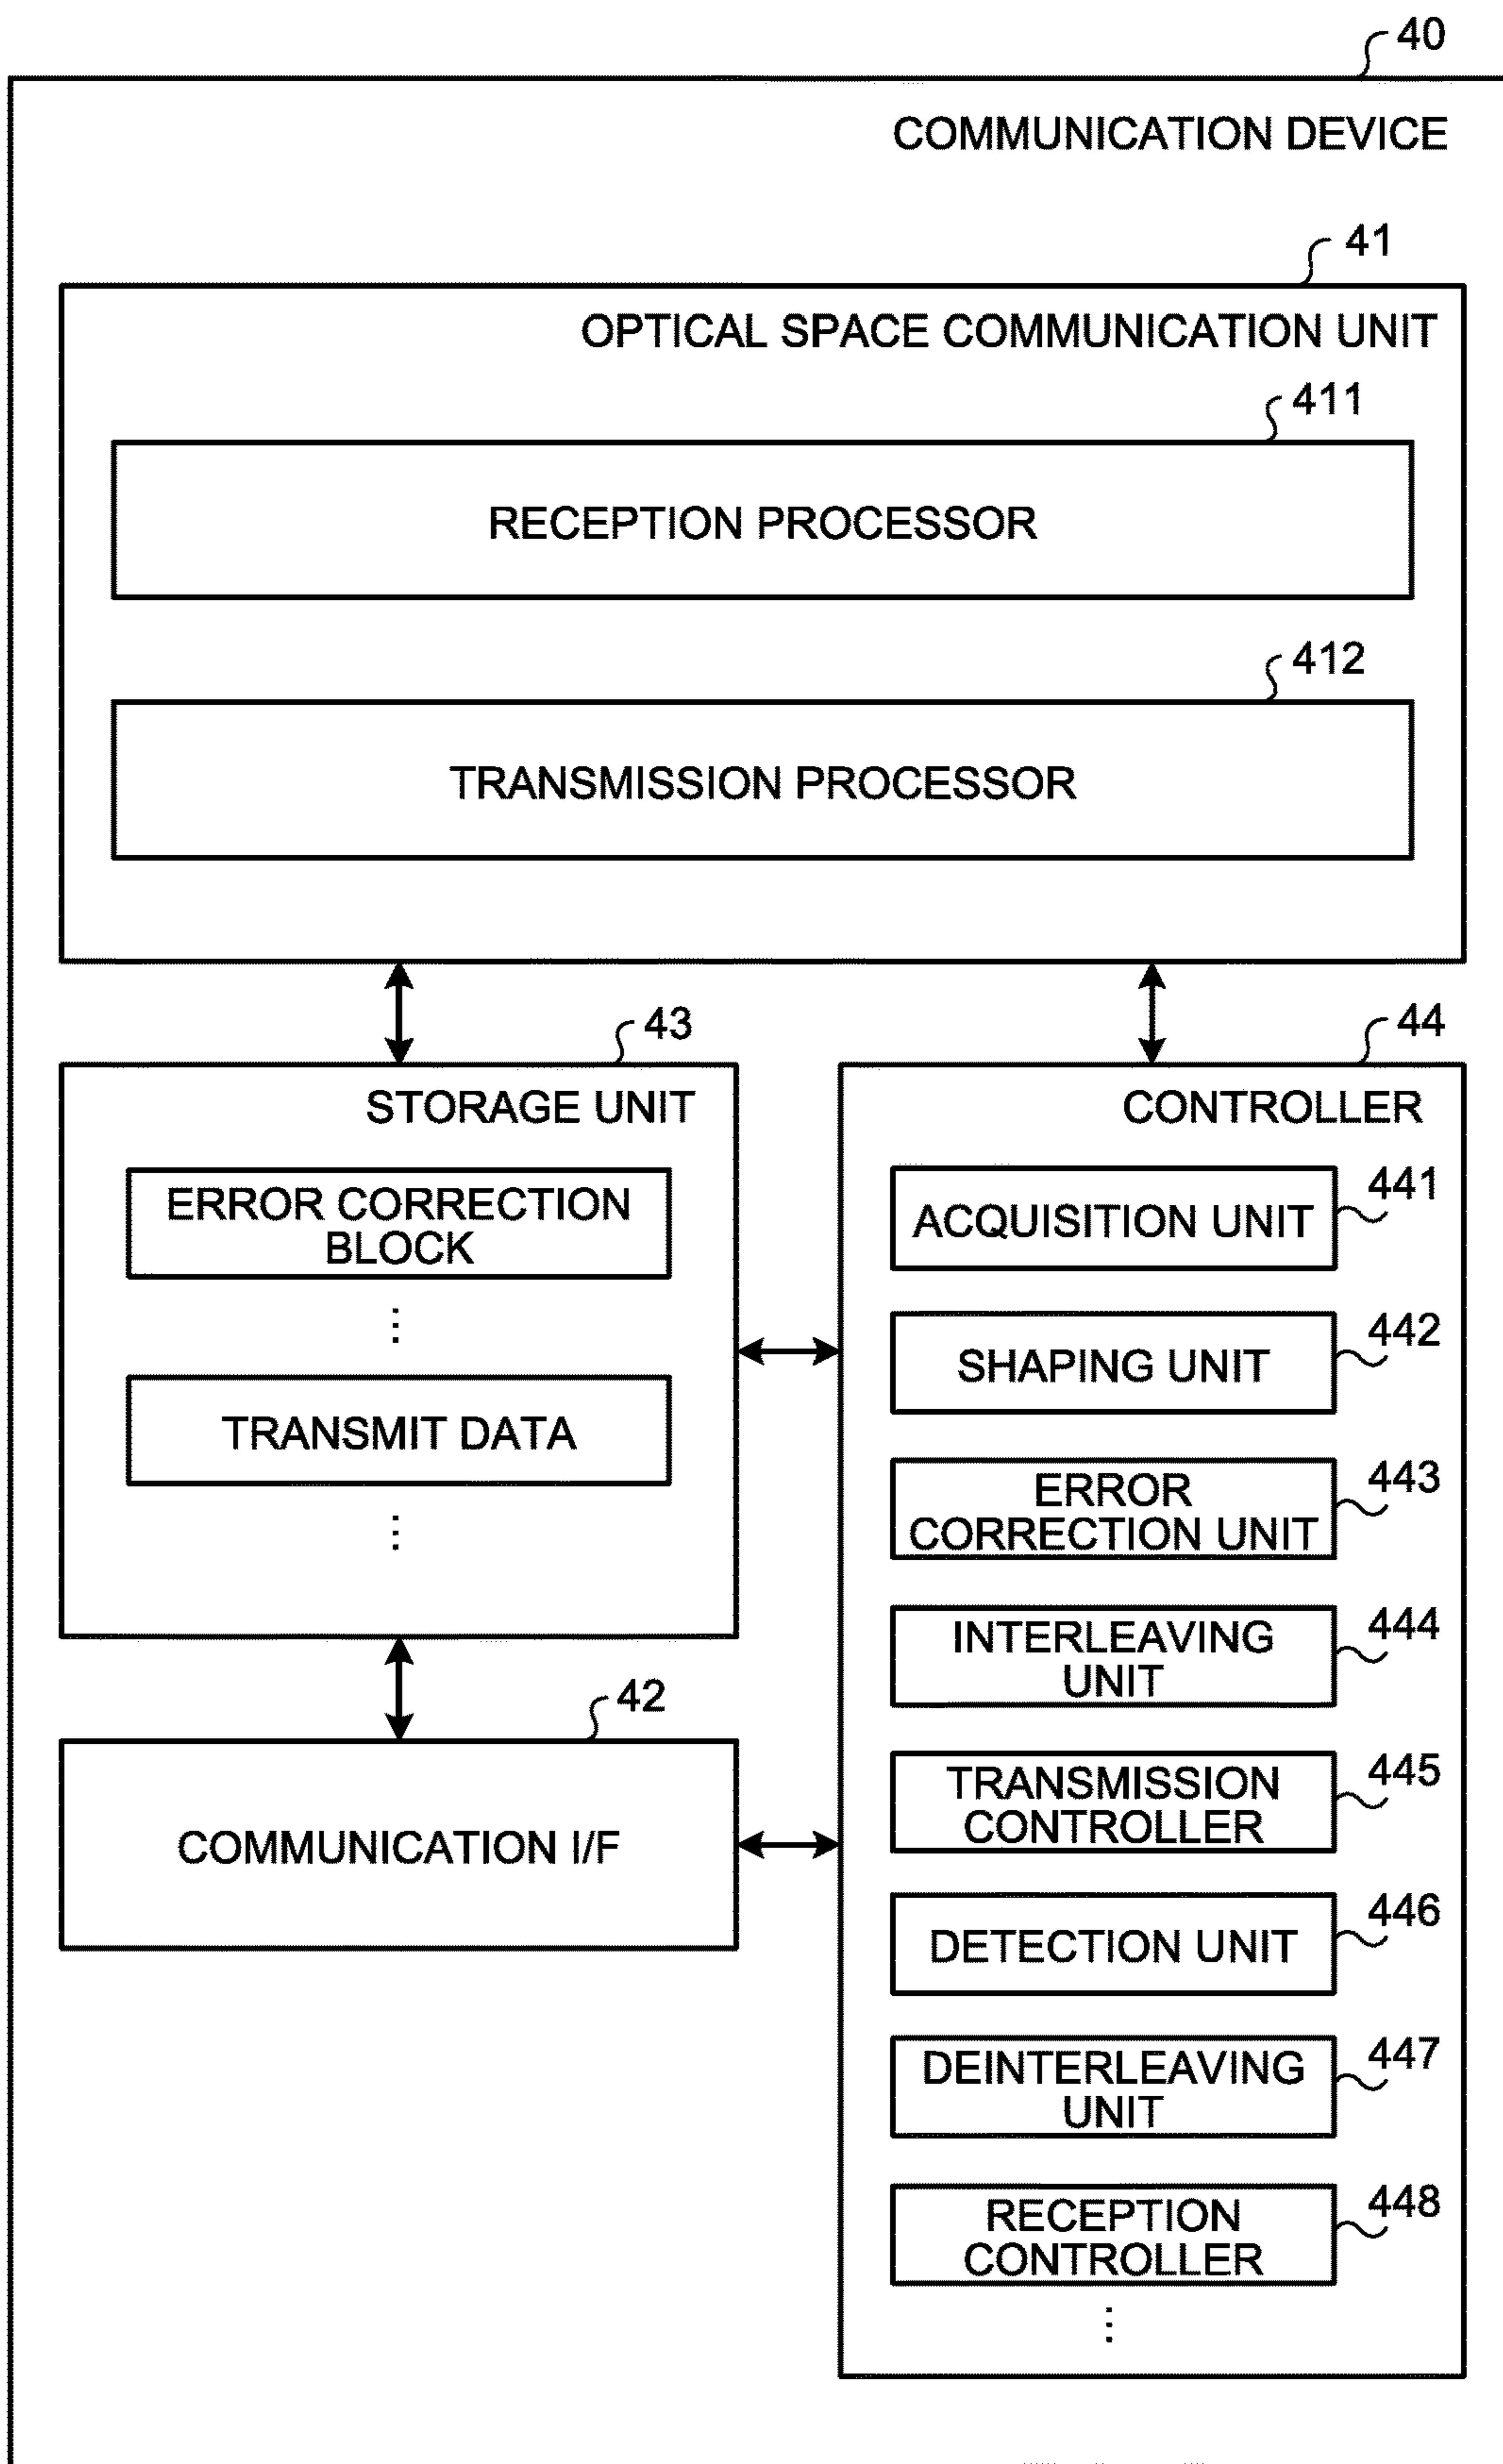 40
COMMUNICATION DEVICE
41
OPTICAL SPACE COMMUNICATION UNIT
411
RECEPTION PROCESSOR
412
TRANSMISSION PROCESSOR
43
STORAGE UNIT
ERROR CORRECTION
BLOCK
⋮
TRANSMIT DATA
⋮
42
COMMUNICATION I/F
44
CONTROLLER
441
ACQUISITION UNIT
442
SHAPING UNIT
443
ERROR
CORRECTION UNIT
444
INTERLEAVING
UNIT
445
TRANSMISSION
CONTROLLER
446
DETECTION UNIT
447
DEINTERLEAVING
UNIT
448
RECEPTION
CONTROLLER
⋮